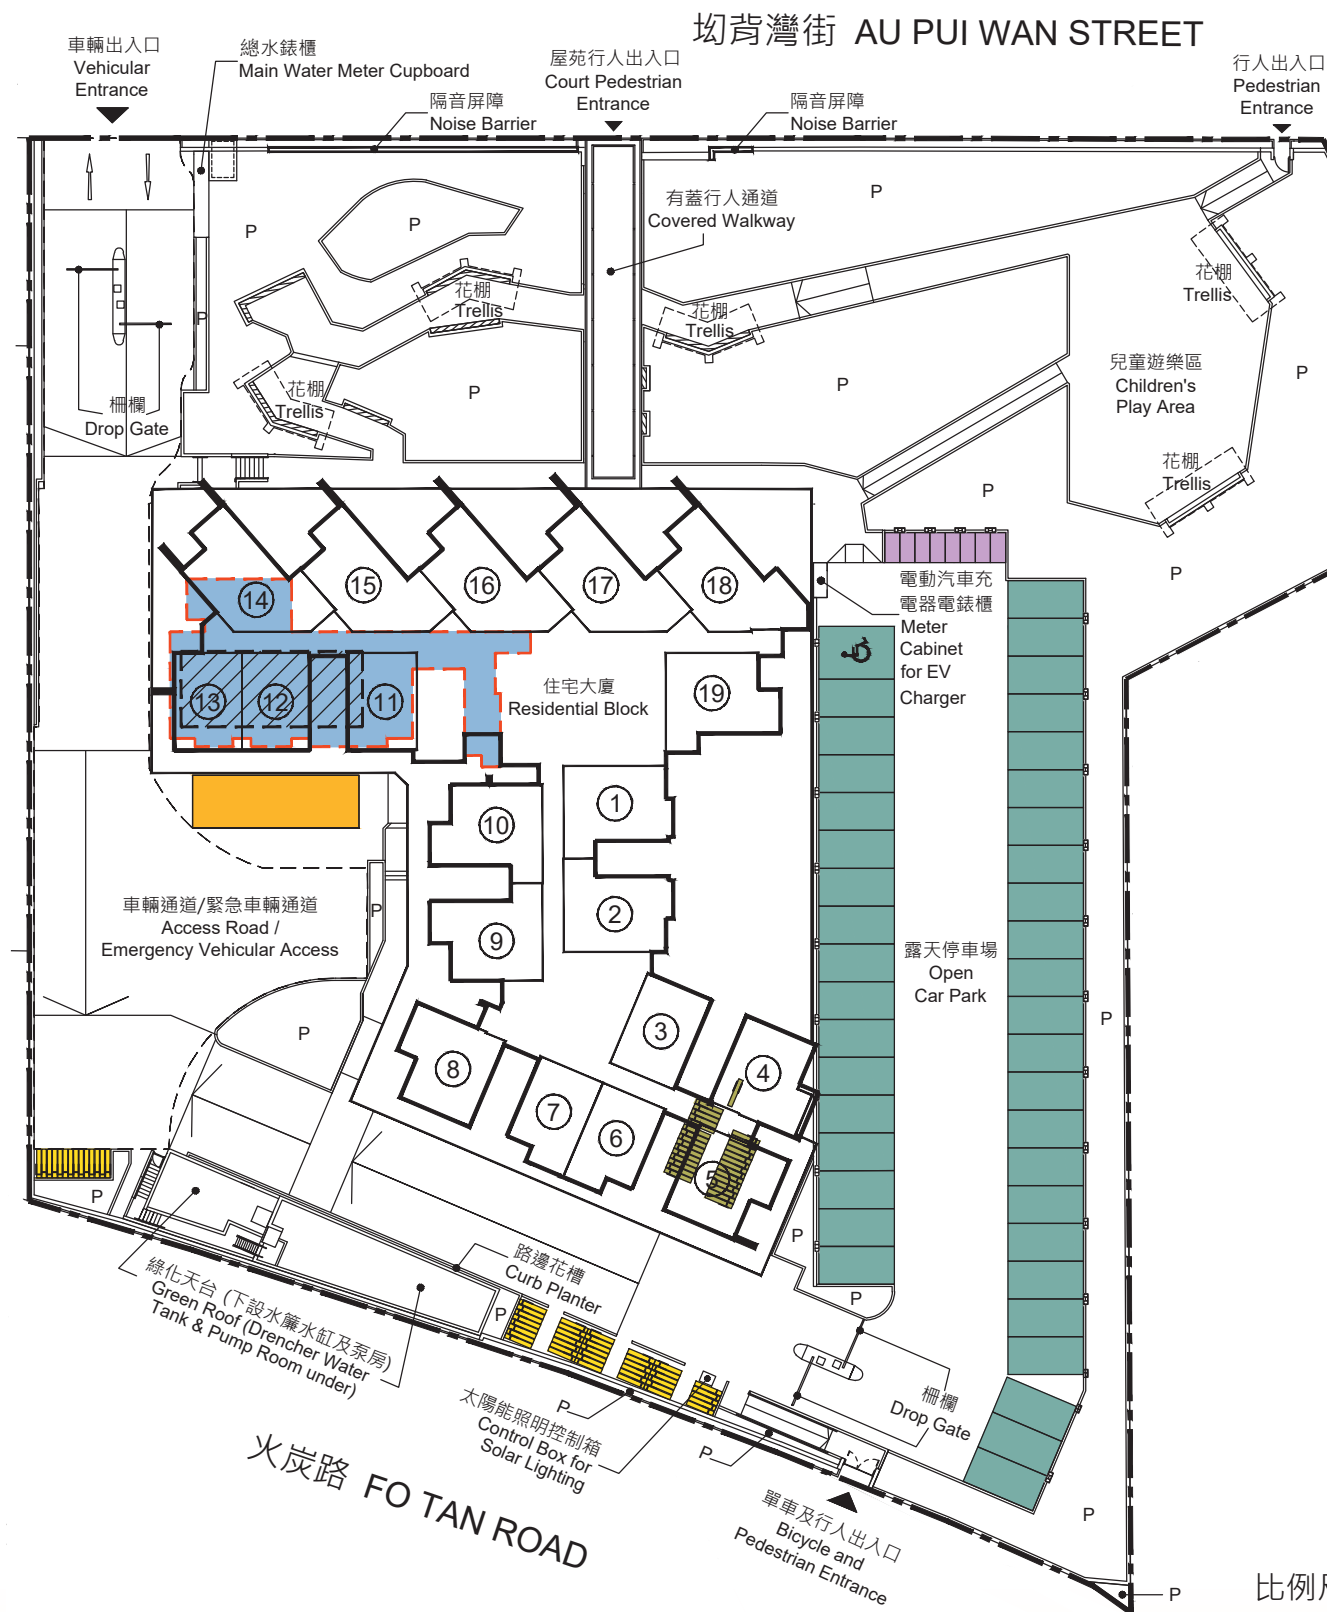 坳背灣街 AU PUI WAN STREET
車輛出入口
Vehicular
Entrance
總水錶櫃
Main Water Meter Cupboard
屋苑行人出入口
Court Pedestrian
Entrance
行人出入口
Pedestrian
Entrance
隔音屏障
Noise Barrier
隔音屏障
Noise Barrier
有蓋行人通道
Covered Walkway
P
P
P
花棚
Trellis
花棚
Trellis
花棚
Trellis
P
花棚
Trellis
P
P
兒童遊樂區
Children's
Play Area
P
柵欄
Drop Gate
花棚
Trellis
P
P
14
15
16
17
18
13
12
11
19
住宅大廈
Residential Block
電動汽車充
電器電錶櫃
Meter
Cabinet
for EV
Charger
10
1
9
2
車輛通道/緊急車輛通道
Access Road /
Emergency Vehicular Access
P
露天停車場
Open
Car Park
P
P
3
4
8
7
6
5
P
P
P
P
綠化天台 (下設水簾水缸及泵房)
Green Roof (Drencher Water
Tank & Pump Room under)
路邊花槽
Curb Planter
柵欄
Drop Gate
P
太陽能照明控制箱
Control Box for
Solar Lighting
P
P
火炭路 FO TAN ROAD
單車及行人出入口
Bicycle and
Pedestrian Entrance
P
比例尺